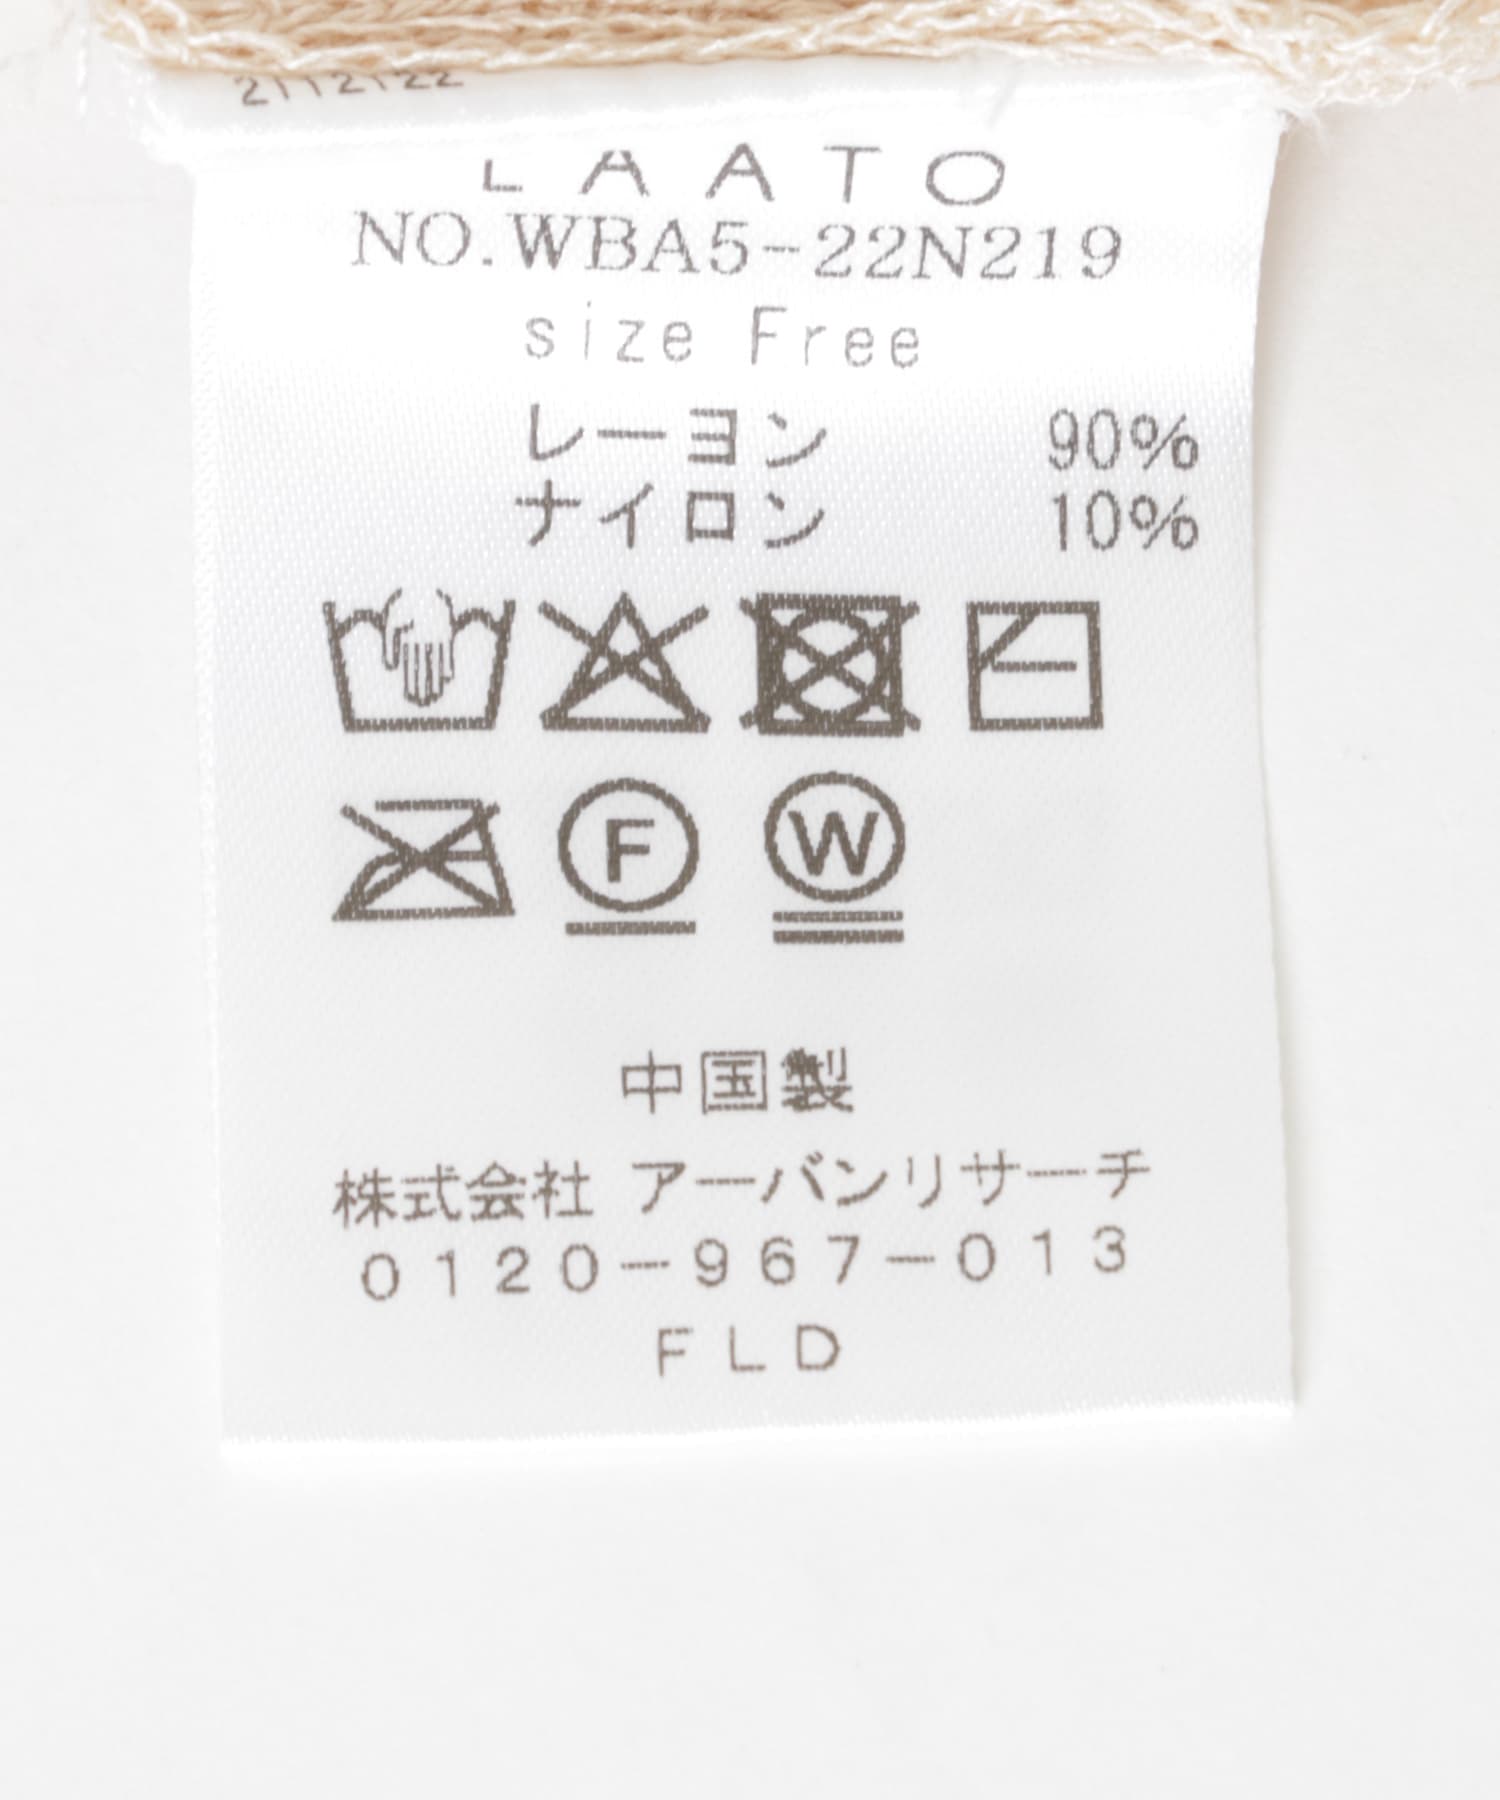 LAATO
NO.WBA5-22N219
size Free
レーヨン 90%
ナイロン 10%
F W
中国製
株式会社 アーバンリサーチ
0120-967-013
FLD